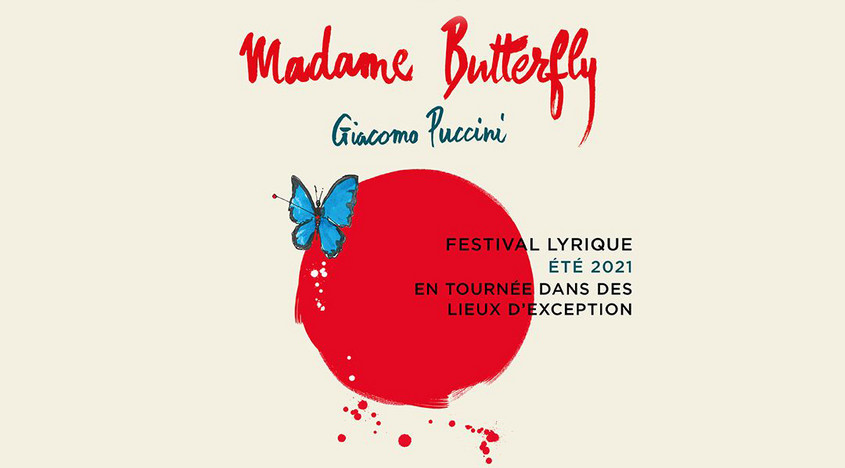 Madame Butterfly
Giacomo Puccini
FESTIVAL LYRIQUE
ÉTÉ 2021
EN TOURNÉE DANS DES
LIEUX D'EXCEPTION